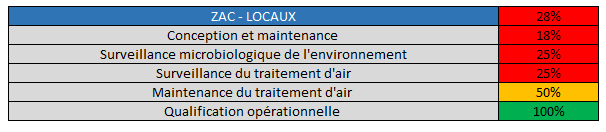 ZAC - LOCAUX 28%
Conception et maintenance 18%
Surveillance microbiologique de l'environnement 25%
Surveillance du traitement d'air 25%
Maintenance du traitement d'air 50%
Qualification opérationnelle 100%